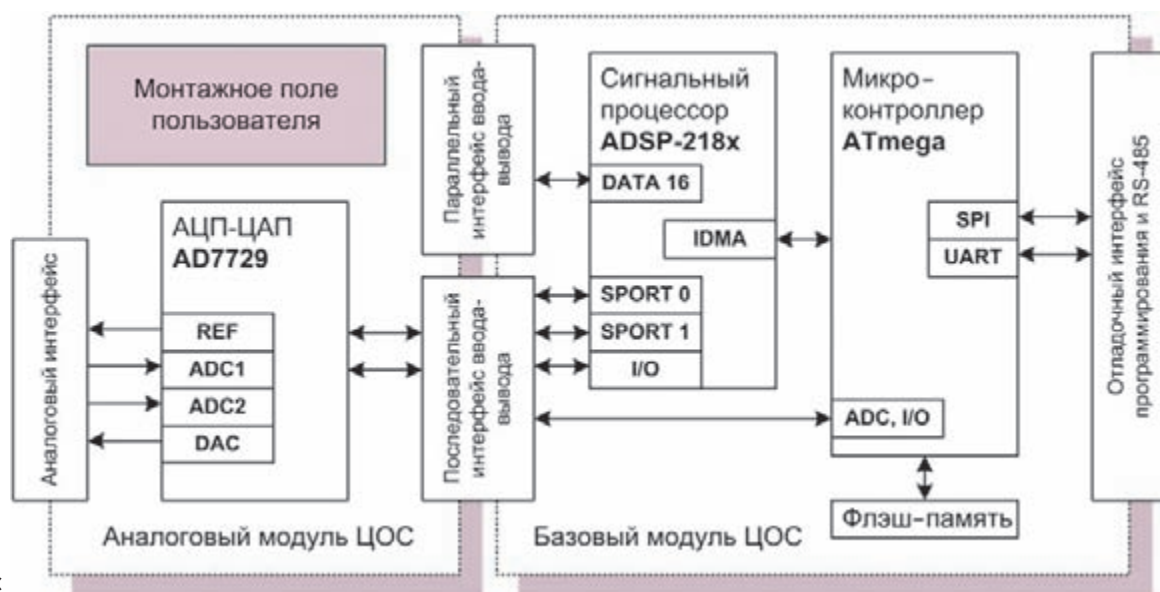 Монтажное поле
пользователя
АЦП-ЦАП
AD7729
REF
ADC1
ADC2
DAC
Аналоговый интерфейс
Аналоговый модуль ЦОС
Параллельный
интерфейс ввода-
вывода
Последовательный
интерфейс ввода-
вывода
Сигнальный
процессор
ADSP-218x
DATA 16
IDMA
SPORT 0
SPORT 1
I/O
Микро-
контроллер
ATmega
SPI
UART
ADC, I/O
Флэш-память
Базовый модуль ЦОС
Отладочный интерфейс
программирования и RS-485